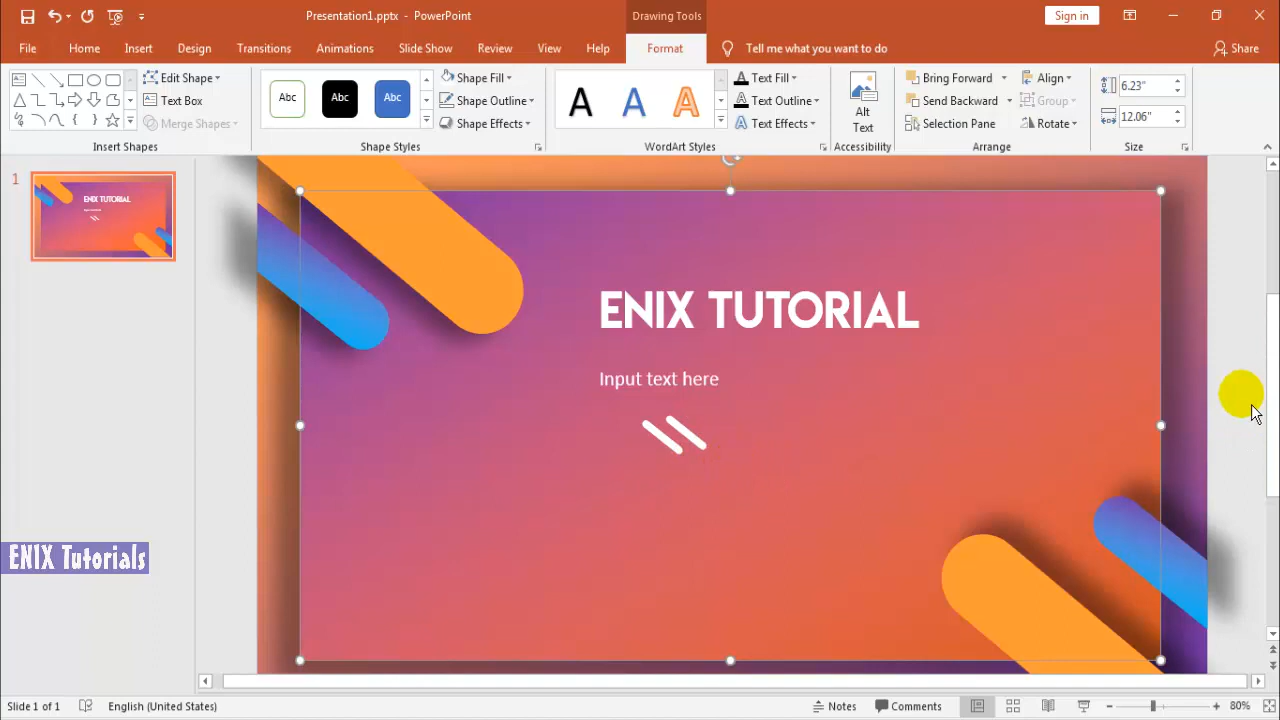 Presentation1.pptx - PowerPoint
Drawing Tools
Sign in
File Home Insert Design Transitions Animations Slide Show Review View Help Format Tell me what you want to do Share
Edit Shape
Text Box
Merge Shapes
Insert Shapes
Abc Abc Abc
Shape Fill
Shape Outline
Shape Effects
Shape Styles
A A A
Text Fill
Text Outline
Text Effects
WordArt Styles
Alt
Text
Accessibility
Bring Forward
Send Backward
Selection Pane
Align
Group
Rotate
Arrange
6.23"
12.06"
Size
1
ENIX TUTORIAL
ENIX TUTORIAL
Input text here
ENIX Tutorials
Slide 1 of 1 English (United States) Notes Comments 80%